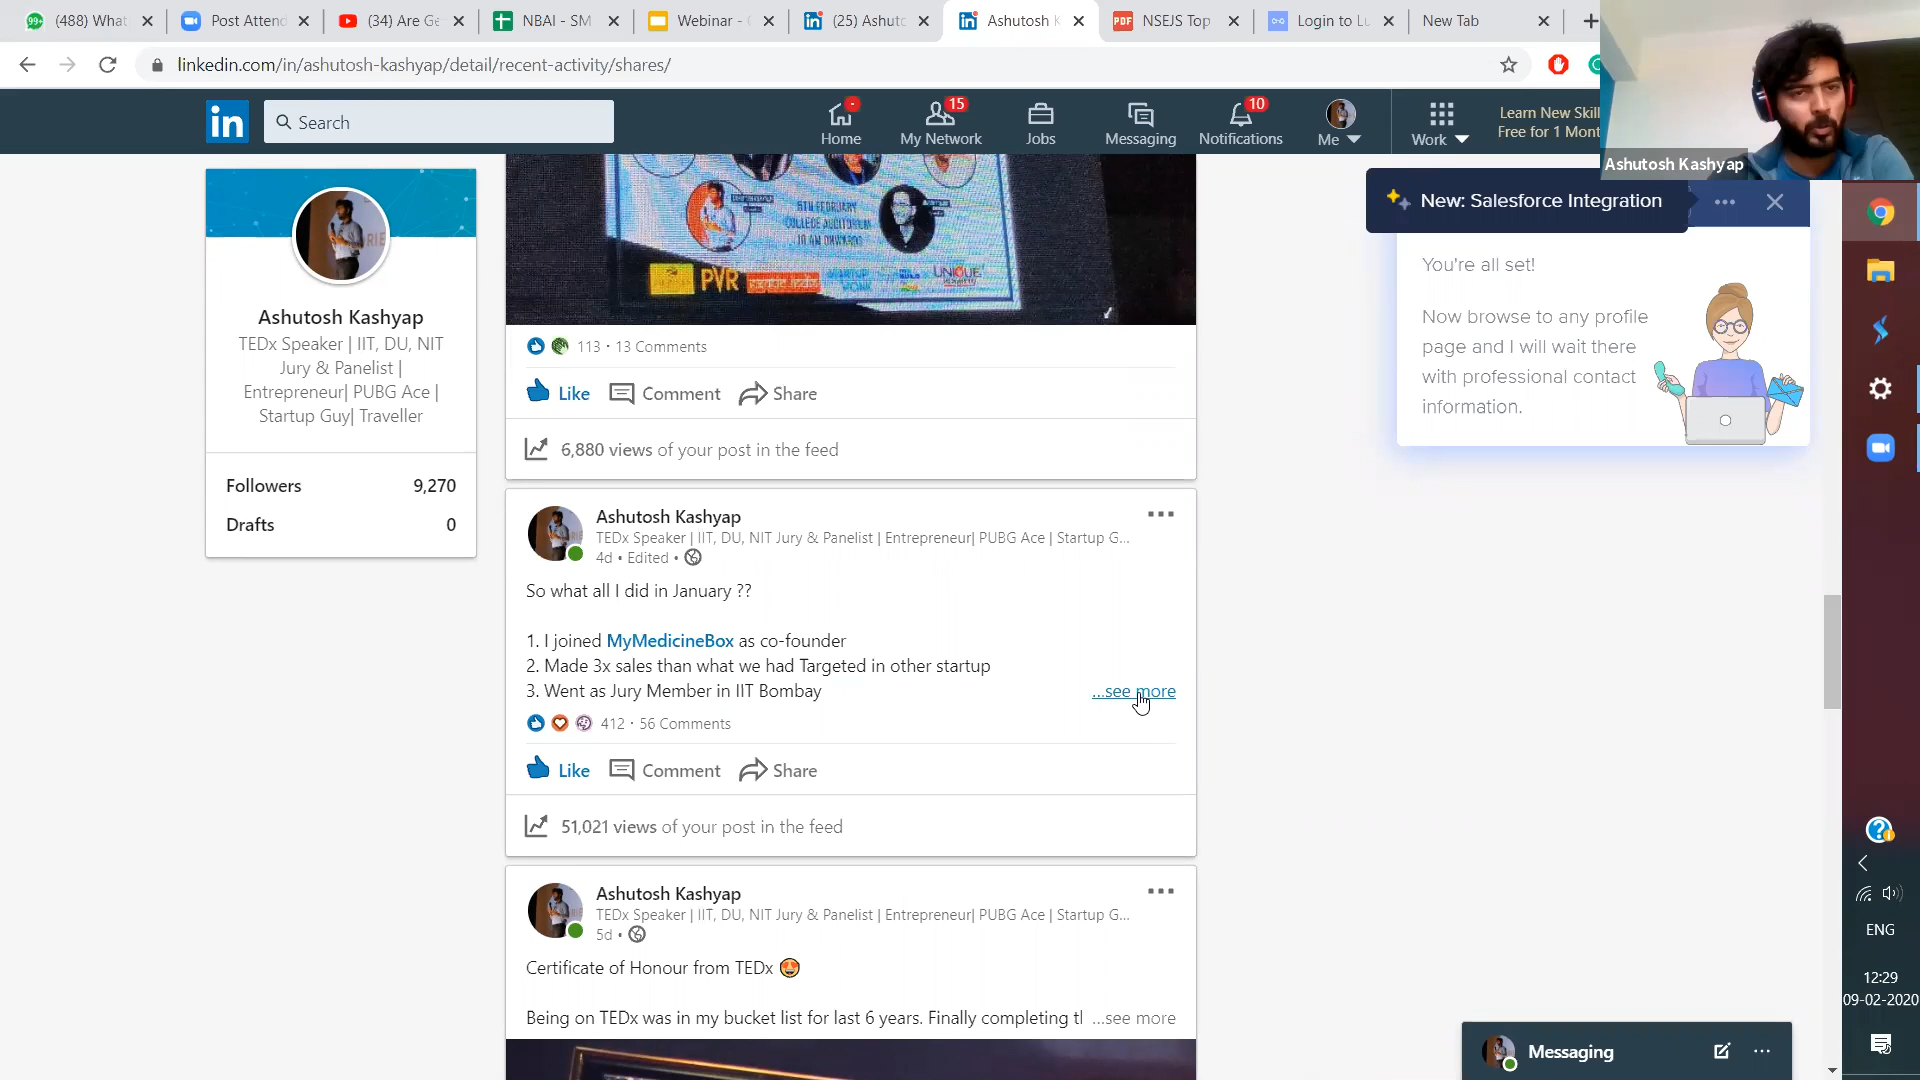 (488) What
Post Attend
(34) Are Ge
NBAI - SM
Webinar -
(25) Ashuto
Ashutosh K
PDF
NSEJS Top
Login to Lu
New Tab
linkedin.com/in/ashutosh-kashyap/detail/recent-activity/shares/
in
Search
Home
15
My Network
Jobs
Messaging
10
Notifications
Me
Work
Learn New Skill
Free for 1 Mont
Ashutosh Kashyap
New: Salesforce Integration
You're all set!
Now browse to any profile
page and I will wait there
with professional contact
information.
Ashutosh Kashyap
TEDx Speaker | IIT, DU, NIT
Jury & Panelist |
Entrepreneur| PUBG Ace |
Startup Guy| Traveller
Followers 9,270
Drafts 0
5TH FEBRUARY
COLLEGE AUDITORIUM
10 AM ONWARDS
PVR
UNIQUE
113 • 13 Comments
Like Comment Share
6,880 views of your post in the feed
Ashutosh Kashyap
TEDx Speaker | IIT, DU, NIT Jury & Panelist | Entrepreneur| PUBG Ace | Startup G...
4d • Edited •
So what all I did in January ??
1. I joined MyMedicineBox as co-founder
2. Made 3x sales than what we had Targeted in other startup
3. Went as Jury Member in IIT Bombay ...see more
412 • 56 Comments
Like Comment Share
51,021 views of your post in the feed
Ashutosh Kashyap
TEDx Speaker | IIT, DU, NIT Jury & Panelist | Entrepreneur| PUBG Ace | Startup G...
5d •
Certificate of Honour from TEDx
Being on TEDx was in my bucket list for last 6 years. Finally completing tl ...see more
Messaging
ENG
12:29
09-02-2020